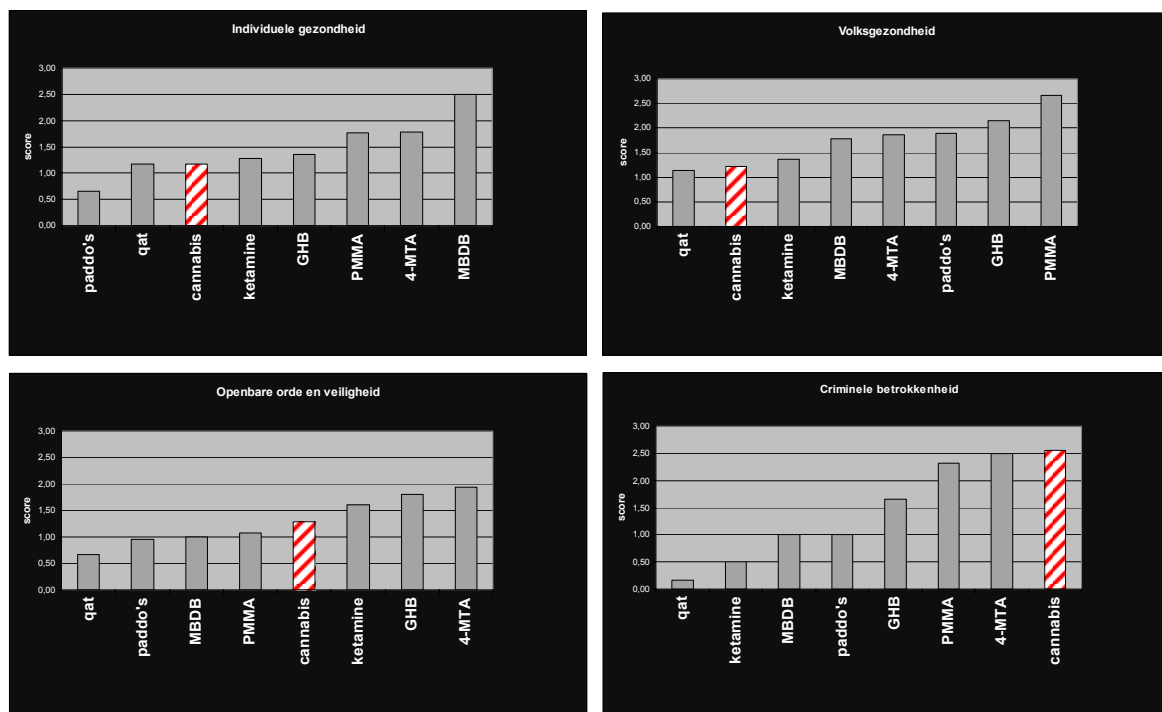 Individuele gezondheid
score
3,00
2,50
2,00
1,50
1,00
0,50
0,00
paddo's
qat
cannabis
ketamine
GHB
PMMA
4-MTA
MBDB
Volksgezondheid
score
3,00
2,50
2,00
1,50
1,00
0,50
0,00
qat
cannabis
ketamine
MBDB
4-MTA
paddo's
GHB
PMMA
Openbare orde en veiligheid
score
3,00
2,50
2,00
1,50
1,00
0,50
0,00
qat
paddo's
MBDB
PMMA
cannabis
ketamine
GHB
4-MTA
Criminele betrokkenheid
score
3,00
2,50
2,00
1,50
1,00
0,50
0,00
qat
ketamine
MBDB
paddo's
GHB
PMMA
4-MTA
cannabis